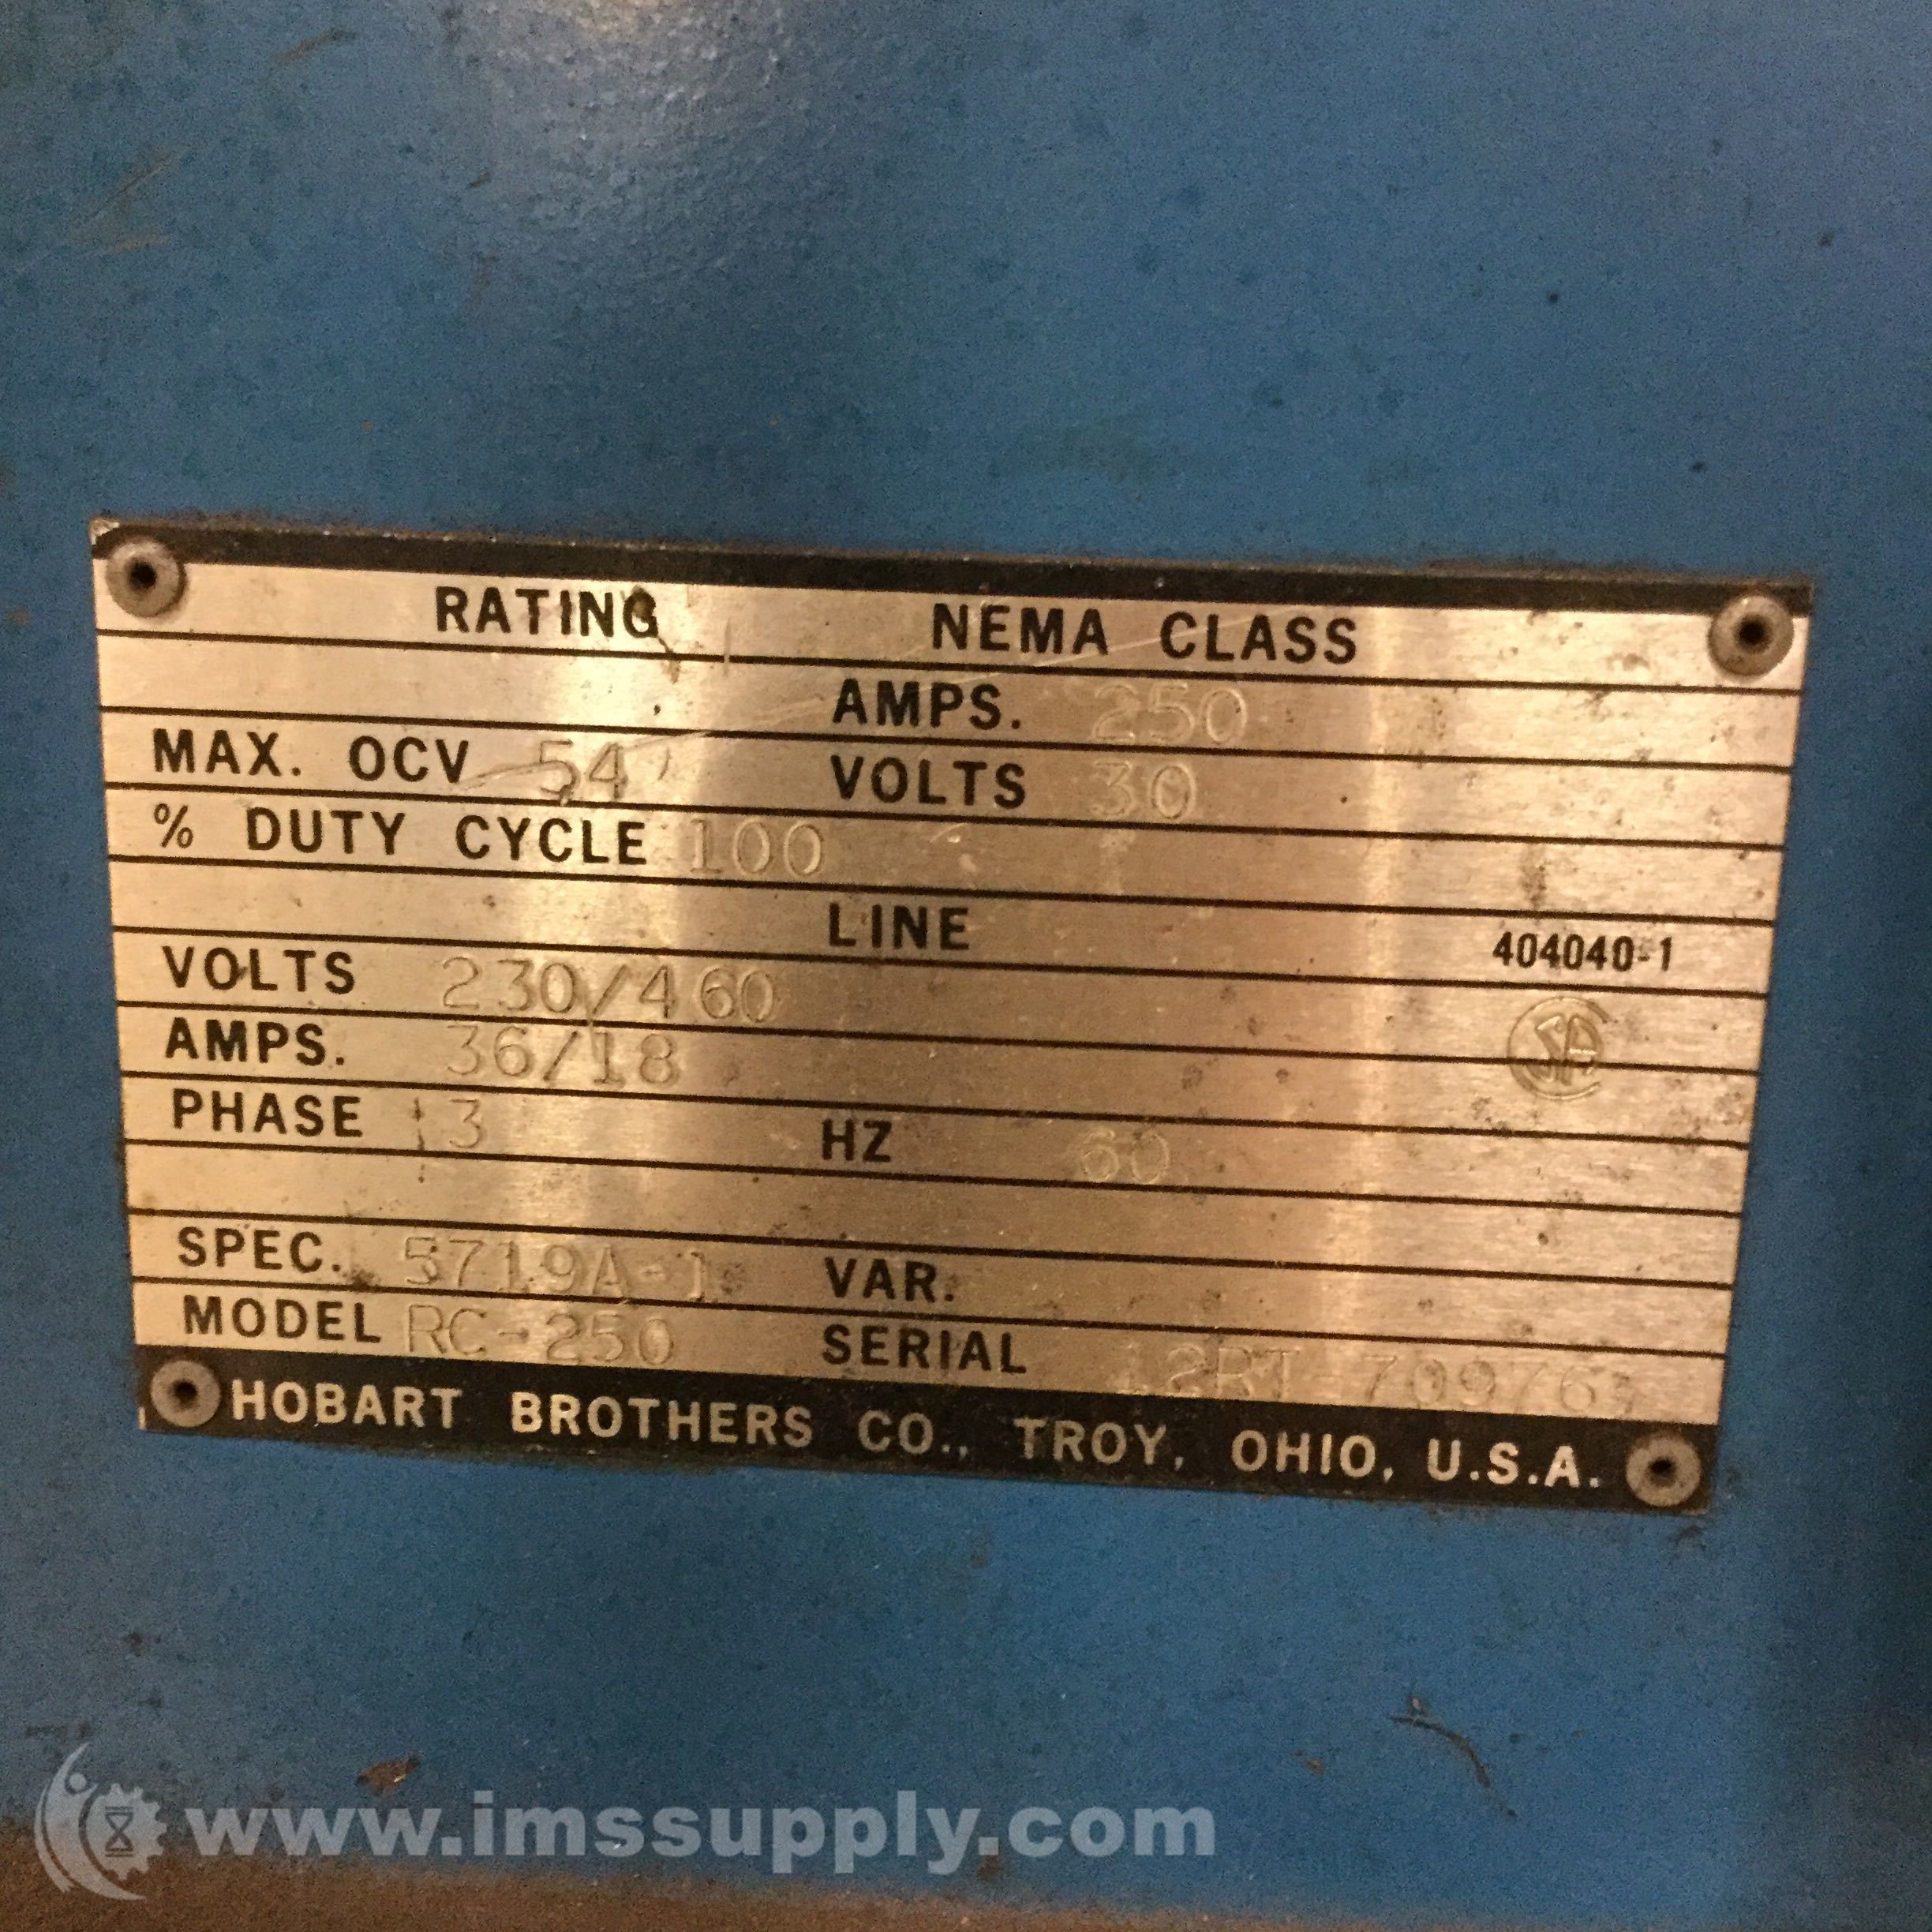 RATING NEMA CLASS
AMPS. 250
MAX. OCV 54 VOLTS 30
% DUTY CYCLE 100
LINE 404040-1
VOLTS 230/460
AMPS. 36/18
PHASE 3 HZ 60
SPEC. 5719A-1 VAR.
MODEL RC-250 SERIAL 12RT
HOBART BROTHERS CO., TROY, OHIO, U.S.A.
www.imssupply.com